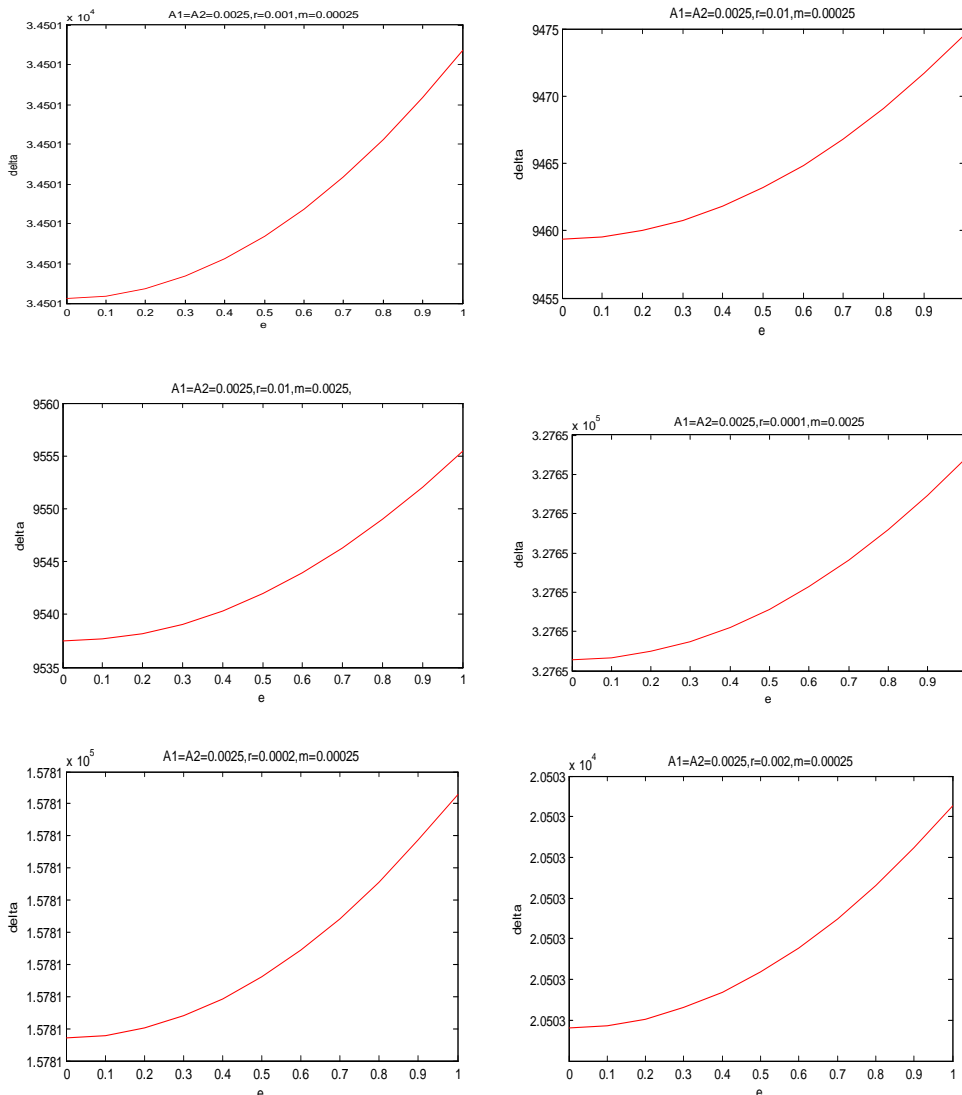 A1=A2=0.0025,r=0.001,m=0.00025
x 10^4
3.4501
3.4501
3.4501
3.4501
3.4501
3.4501
3.4501
3.4501
delta
0 0.1 0.2 0.3 0.4 0.5 0.6 0.7 0.8 0.9 1
e
A1=A2=0.0025,r=0.01,m=0.00025
9475
9470
9465
9460
9455
delta
0 0.1 0.2 0.3 0.4 0.5 0.6 0.7 0.8 0.9
e
A1=A2=0.0025,r=0.01,m=0.0025,
9560
9555
9550
9545
9540
9535
delta
0 0.1 0.2 0.3 0.4 0.5 0.6 0.7 0.8 0.9 1
e
A1=A2=0.0025,r=0.0001,m=0.0025
x 10^5
3.2765
3.2765
3.2765
3.2765
3.2765
3.2765
3.2765
delta
0 0.1 0.2 0.3 0.4 0.5 0.6 0.7 0.8 0.9
e
A1=A2=0.0025,r=0.0002,m=0.00025
x 10^5
1.5781
1.5781
1.5781
1.5781
1.5781
1.5781
1.5781
1.5781
1.5781
1.5781
delta
0 0.1 0.2 0.3 0.4 0.5 0.6 0.7 0.8 0.9 1
e
A1=A2=0.0025,r=0.002,m=0.00025
x 10^4
2.0503
2.0503
2.0503
2.0503
2.0503
2.0503
2.0503
delta
0 0.1 0.2 0.3 0.4 0.5 0.6 0.7 0.8 0.9 1
e